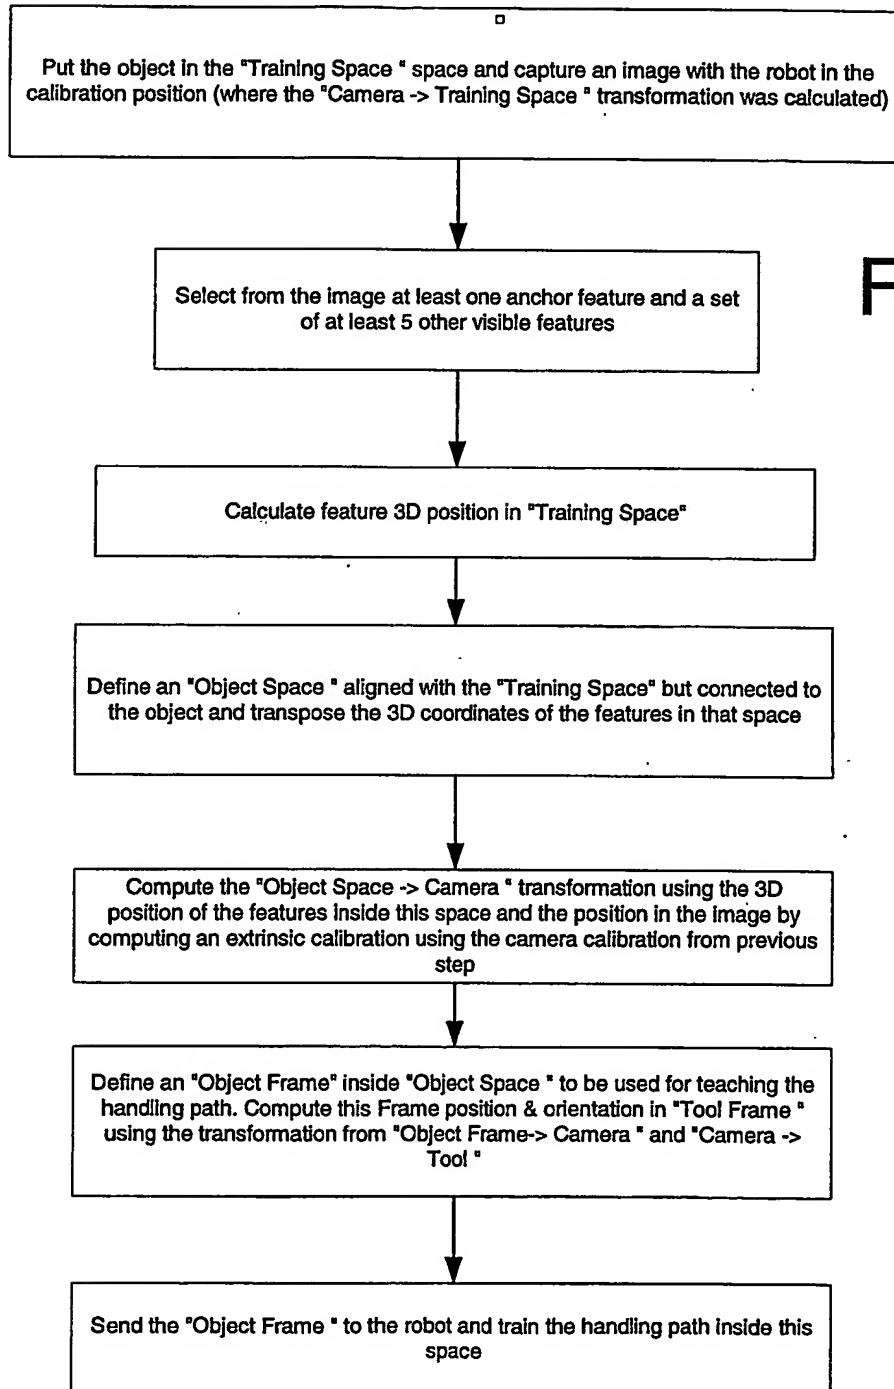 Put the object in the "Training Space " space and capture an image with the robot in the
calibration position (where the "Camera -> Training Space " transformation was calculated)
Select from the image at least one anchor feature and a set
of at least 5 other visible features
F
Calculate feature 3D position in "Training Space"
Define an "Object Space " aligned with the "Training Space" but connected to
the object and transpose the 3D coordinates of the features in that space
Compute the "Object Space -> Camera " transformation using the 3D
position of the features inside this space and the position in the image by
computing an extrinsic calibration using the camera calibration from previous
step
Define an "Object Frame" inside "Object Space " to be used for teaching the
handling path. Compute this Frame position & orientation in "Tool Frame "
using the transformation from "Object Frame-> Camera " and "Camera ->
Tool "
Send the "Object Frame " to the robot and train the handling path inside this
space